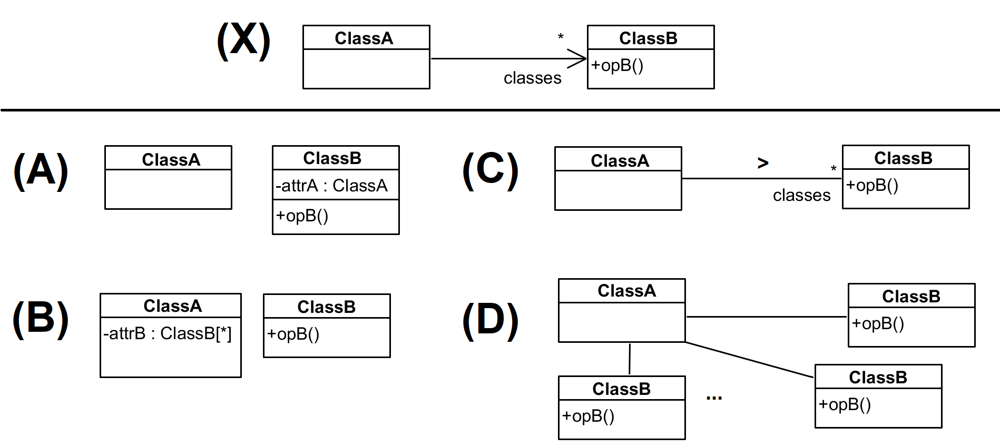 (X)
ClassA
*
classes
ClassB
+opB()
(A)
ClassA
ClassB
-attrA : ClassA
+opB()
(C)
ClassA
>
*
classes
ClassB
+opB()
(B)
ClassA
-attrB : ClassB[*]
ClassB
+opB()
(D)
ClassA
ClassB
+opB()
ClassB
+opB()
...
ClassB
+opB()